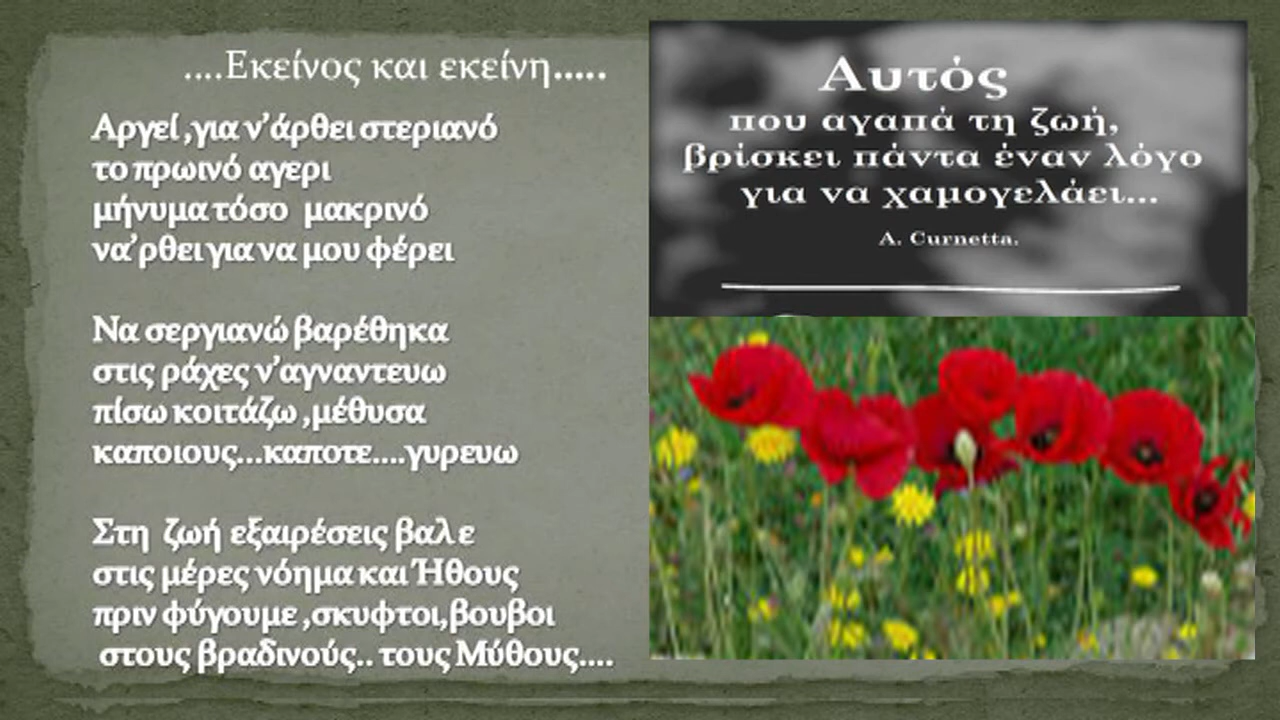 ....Εκείνος και εκείνη.....
Αργεί ,για ν’άρθει στεριανό
το πρωινό αγερι
μήνυμα τόσο μακρινό
να’ρθει για να μου φέρει
Να σεργιανώ βαρέθηκα
στις ράχες ν’αγναντευω
πίσω κοιτάζω ,μέθυσα
καποιους...καποτε....γυρευω
Στη ζωή εξαιρέσεις βαλε
στις μέρες νόημα και Ήθους
πριν φύγουμε ,σκυφτοι,βουβοι
στους βραδινούς.. τους Μύθους....
Αυτός
που αγαπά τη ζωή,
βρίσκει πάντα έναν λόγο
για να χαμογελάει...
A. Curnetta.